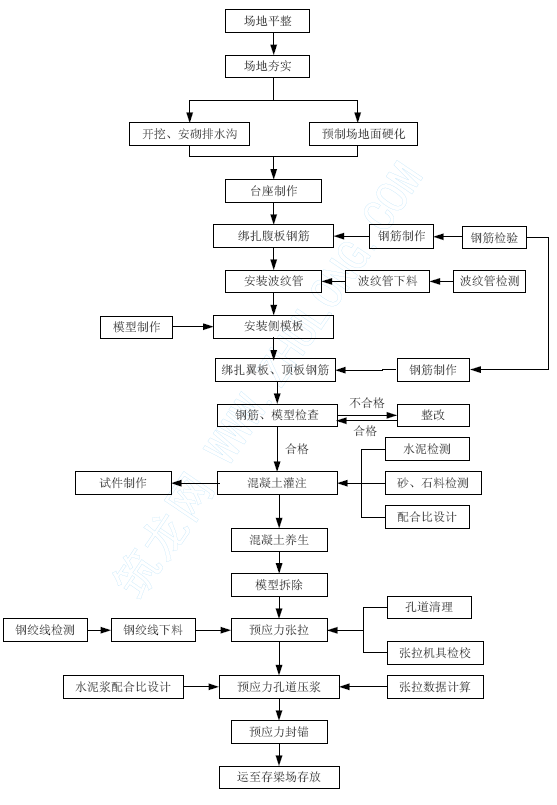 场地平整
场地夯实
开挖、安砌排水沟
预制场地面硬化
台座制作
绑扎腹板钢筋
钢筋制作
钢筋检验
安装波纹管
波纹管下料
波纹管检测
模型制作
安装侧模板
绑扎翼板、顶板钢筋
钢筋制作
钢筋、模型检查
不合格
合格
整改
合格
水泥检测
试件制作
混凝土灌注
砂、石料检测
配合比设计
混凝土养生
模型拆除
孔道清理
钢绞线检测
钢绞线下料
预应力张拉
张拉机具检校
水泥浆配合比设计
预应力孔道压浆
张拉数据计算
预应力封锚
运至存梁场存放
筑龙网 WWW.ZHULONG.COM